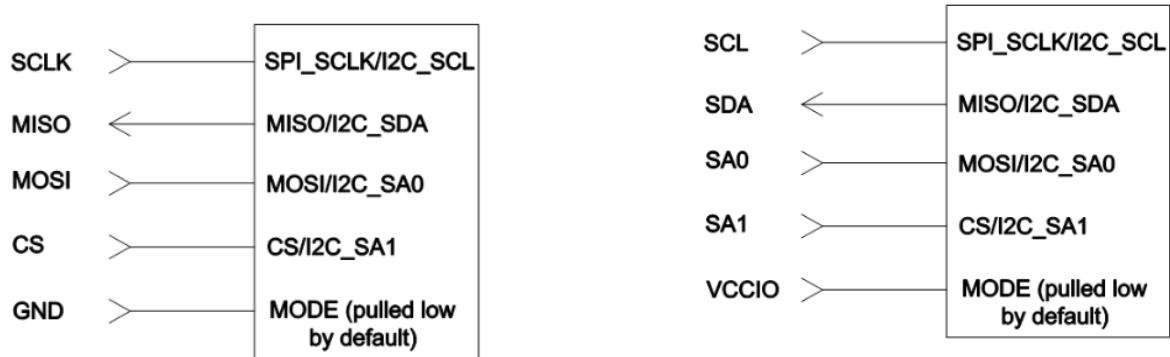 SCLK
SPI_SCLK/I2C_SCL
MISO
MISO/I2C_SDA
MOSI
MOSI/I2C_SA0
CS
CS/I2C_SA1
GND
MODE (pulled low
by default)
SCL
SPI_SCLK/I2C_SCL
SDA
MISO/I2C_SDA
SA0
MOSI/I2C_SA0
SA1
CS/I2C_SA1
VCCIO
MODE (pulled low
by default)